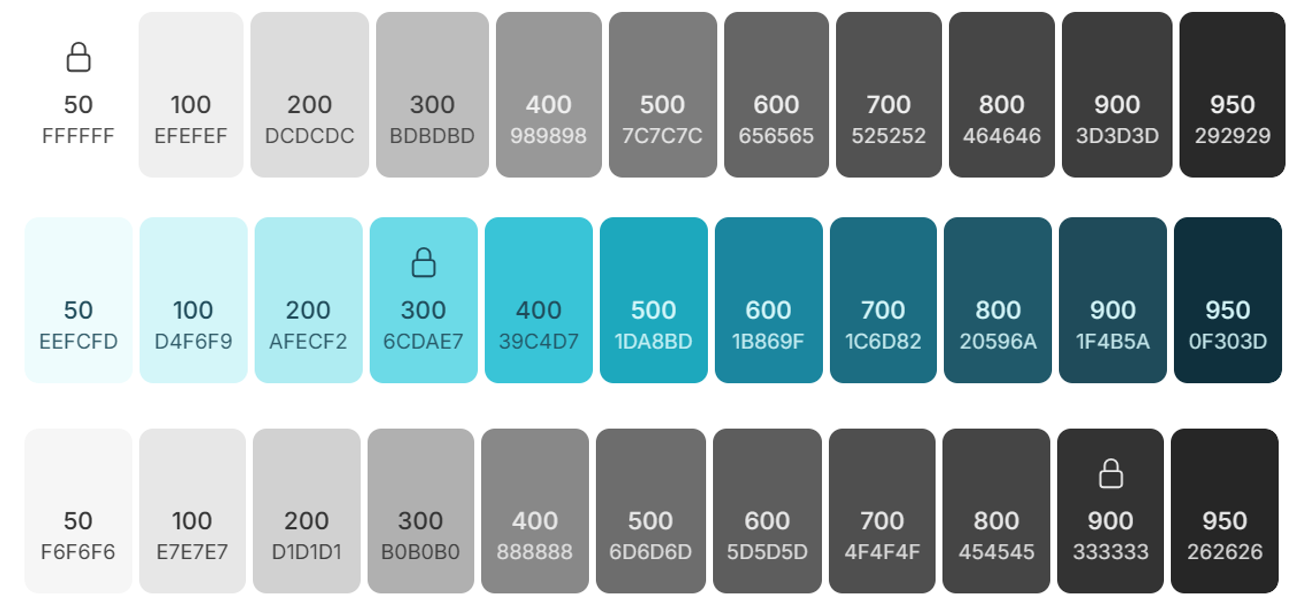 50 100 200 300 400 500 600 700 800 900 950
FFFFFF EFEFEF DCDCDC BDBDBD 989898 7C7C7C 656565 525252 464646 3D3D3D 292929
50 100 200 300 400 500 600 700 800 900 950
EEFCFD D4F6F9 AFECF2 6CDAE7 39C4D7 1DA8BD 1B869F 1C6D82 20596A 1F4B5A 0F303D
50 100 200 300 400 500 600 700 800 900 950
F6F6F6 E7E7E7 D1D1D1 B0B0B0 888888 6D6D6D 5D5D5D 4F4F4F 454545 333333 262626